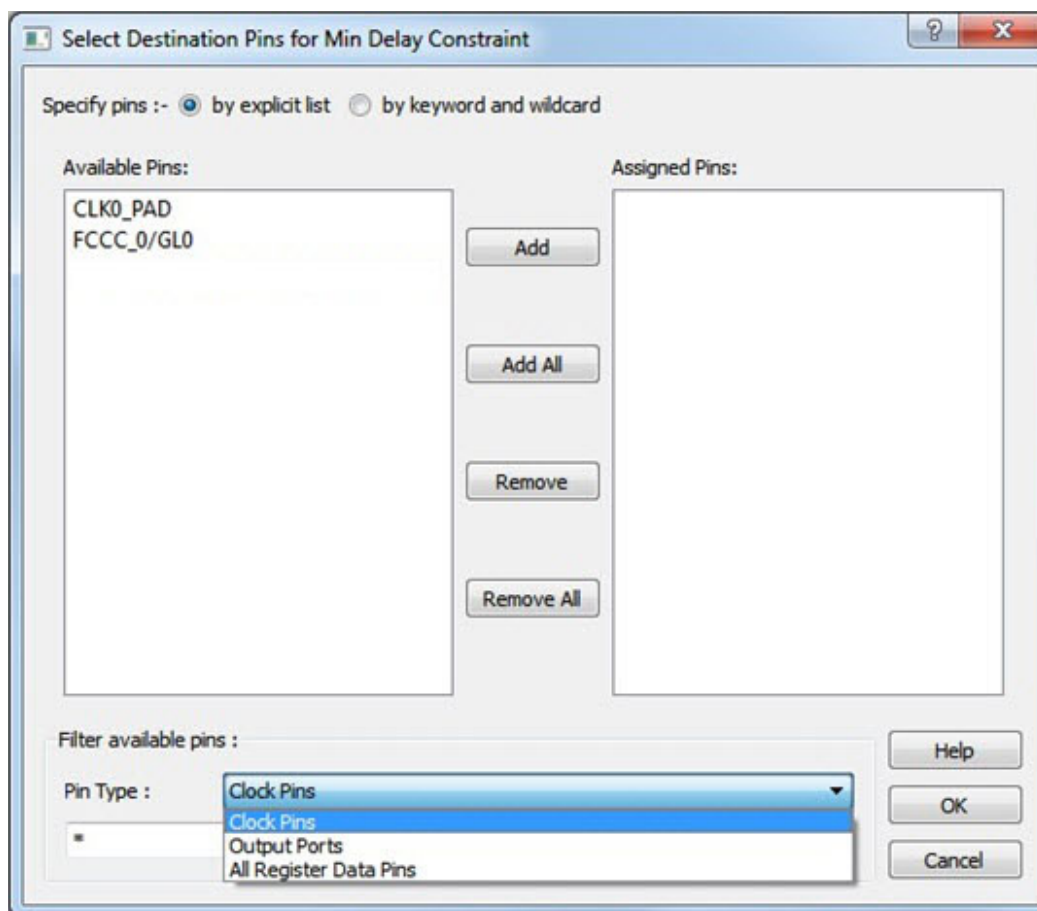 Select Destination Pins for Min Delay Constraint
Specify pins :- by explicit list by keyword and wildcard
Available Pins: Assigned Pins:
CLK0_PAD
FCCC_0/GL0
Add
Add All
Remove
Remove All
Filter available pins :
Pin Type : Clock Pins
Clock Pins
Output Ports
All Register Data Pins
*
Help
OK
Cancel